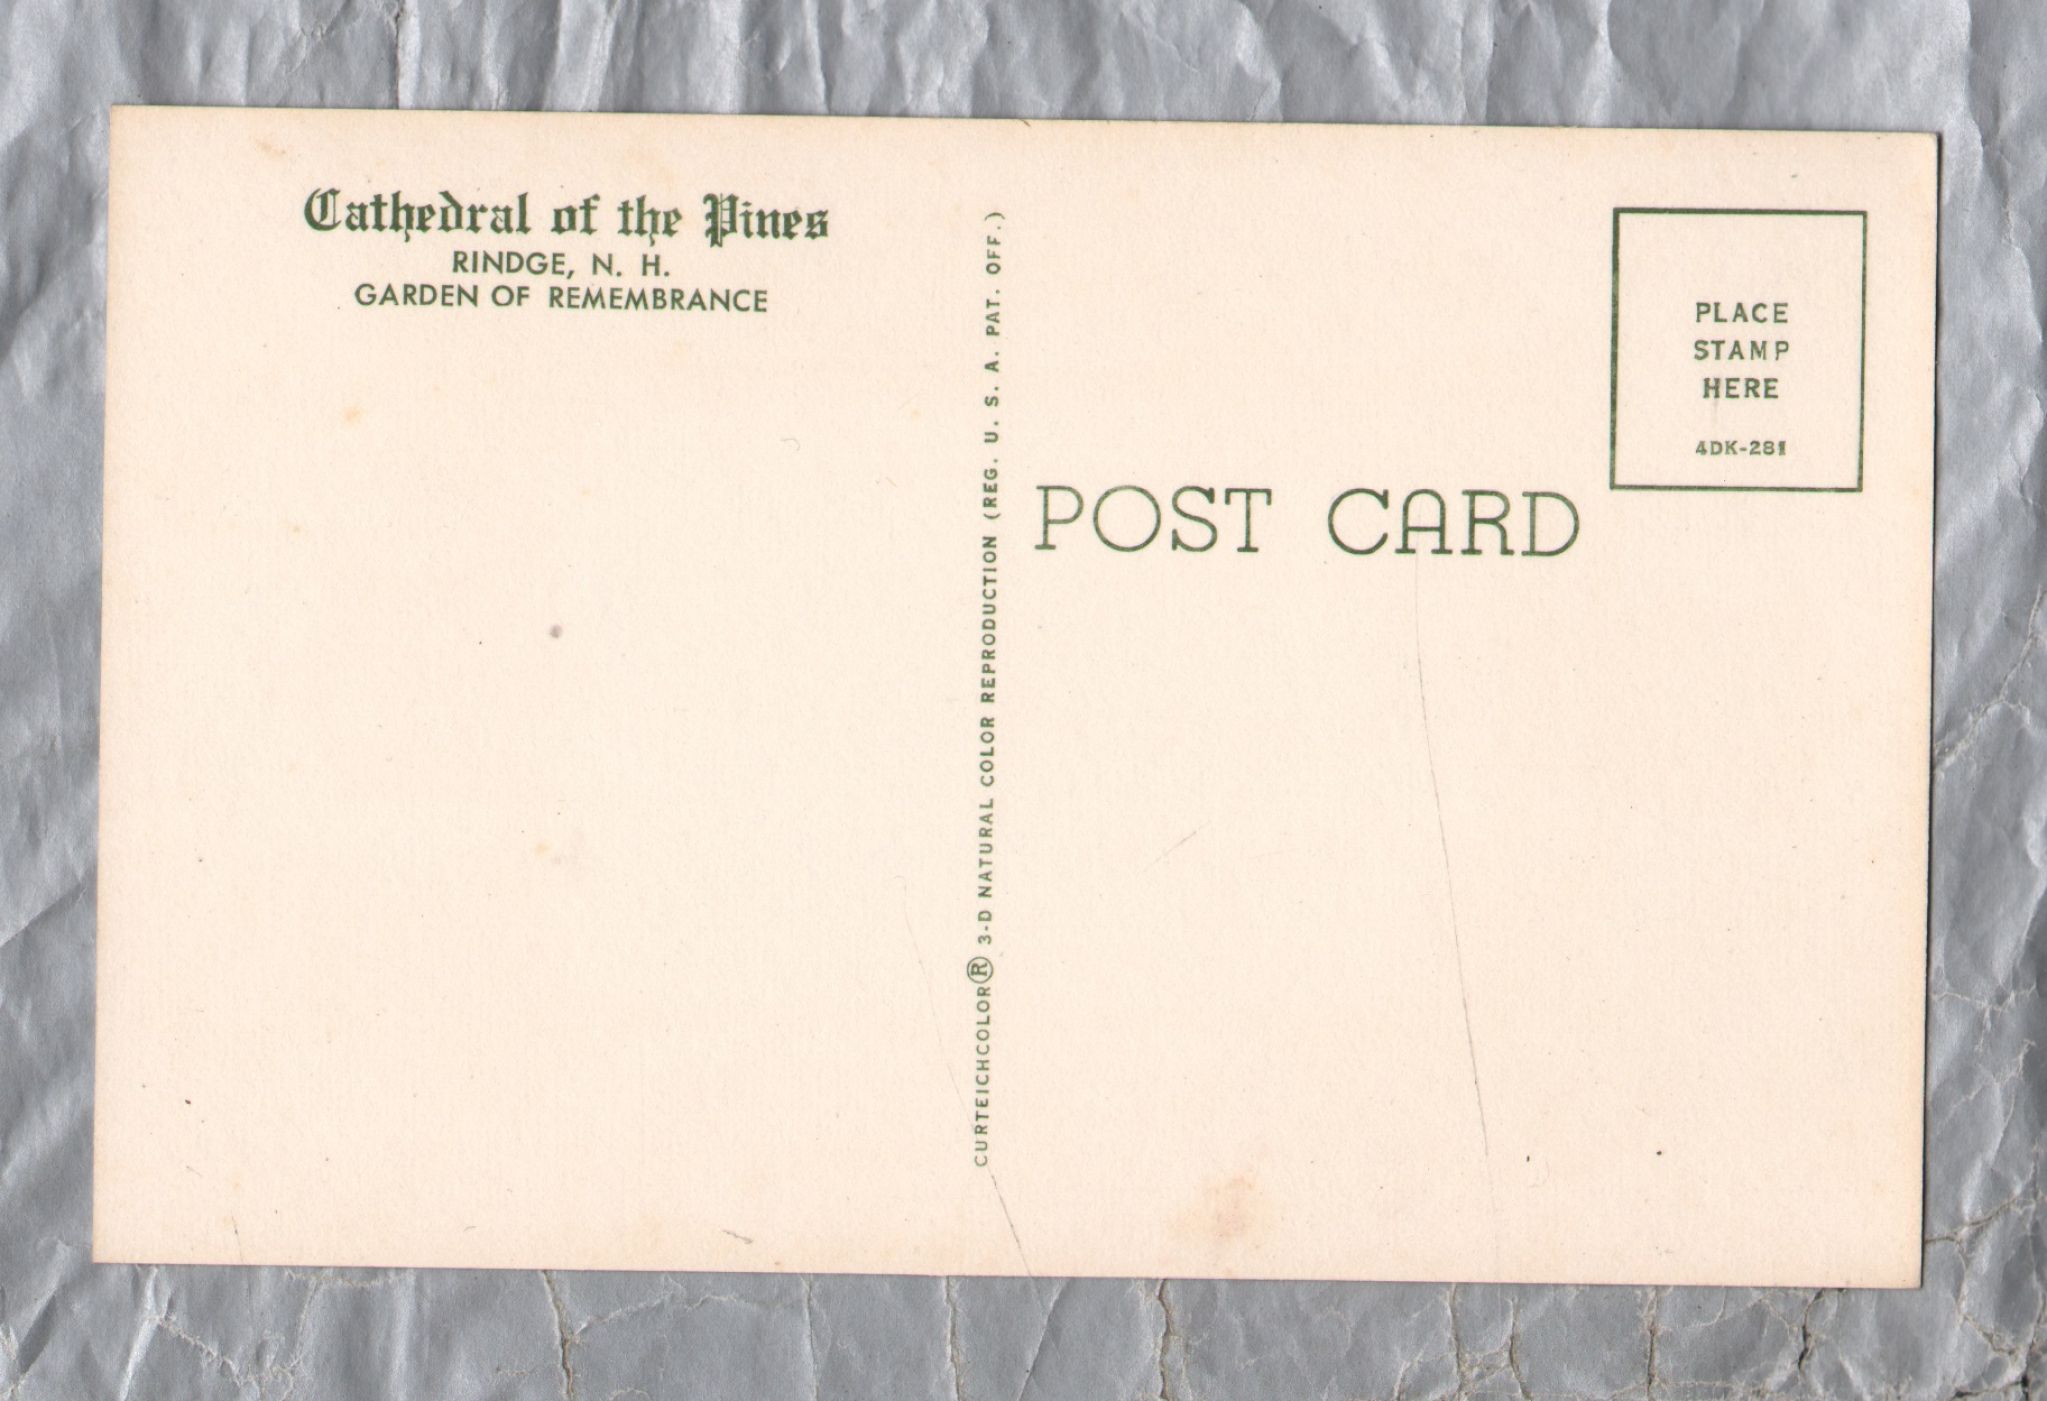 Cathedral of the Pines
RINDGE, N. H.
GARDEN OF REMEMBRANCE
CURTEICHCOLOR® 3-D NATURAL COLOR REPRODUCTION (REG. U. S. A. PAT. OFF.)
POST CARD
PLACE
STAMP
HERE
4DK-281